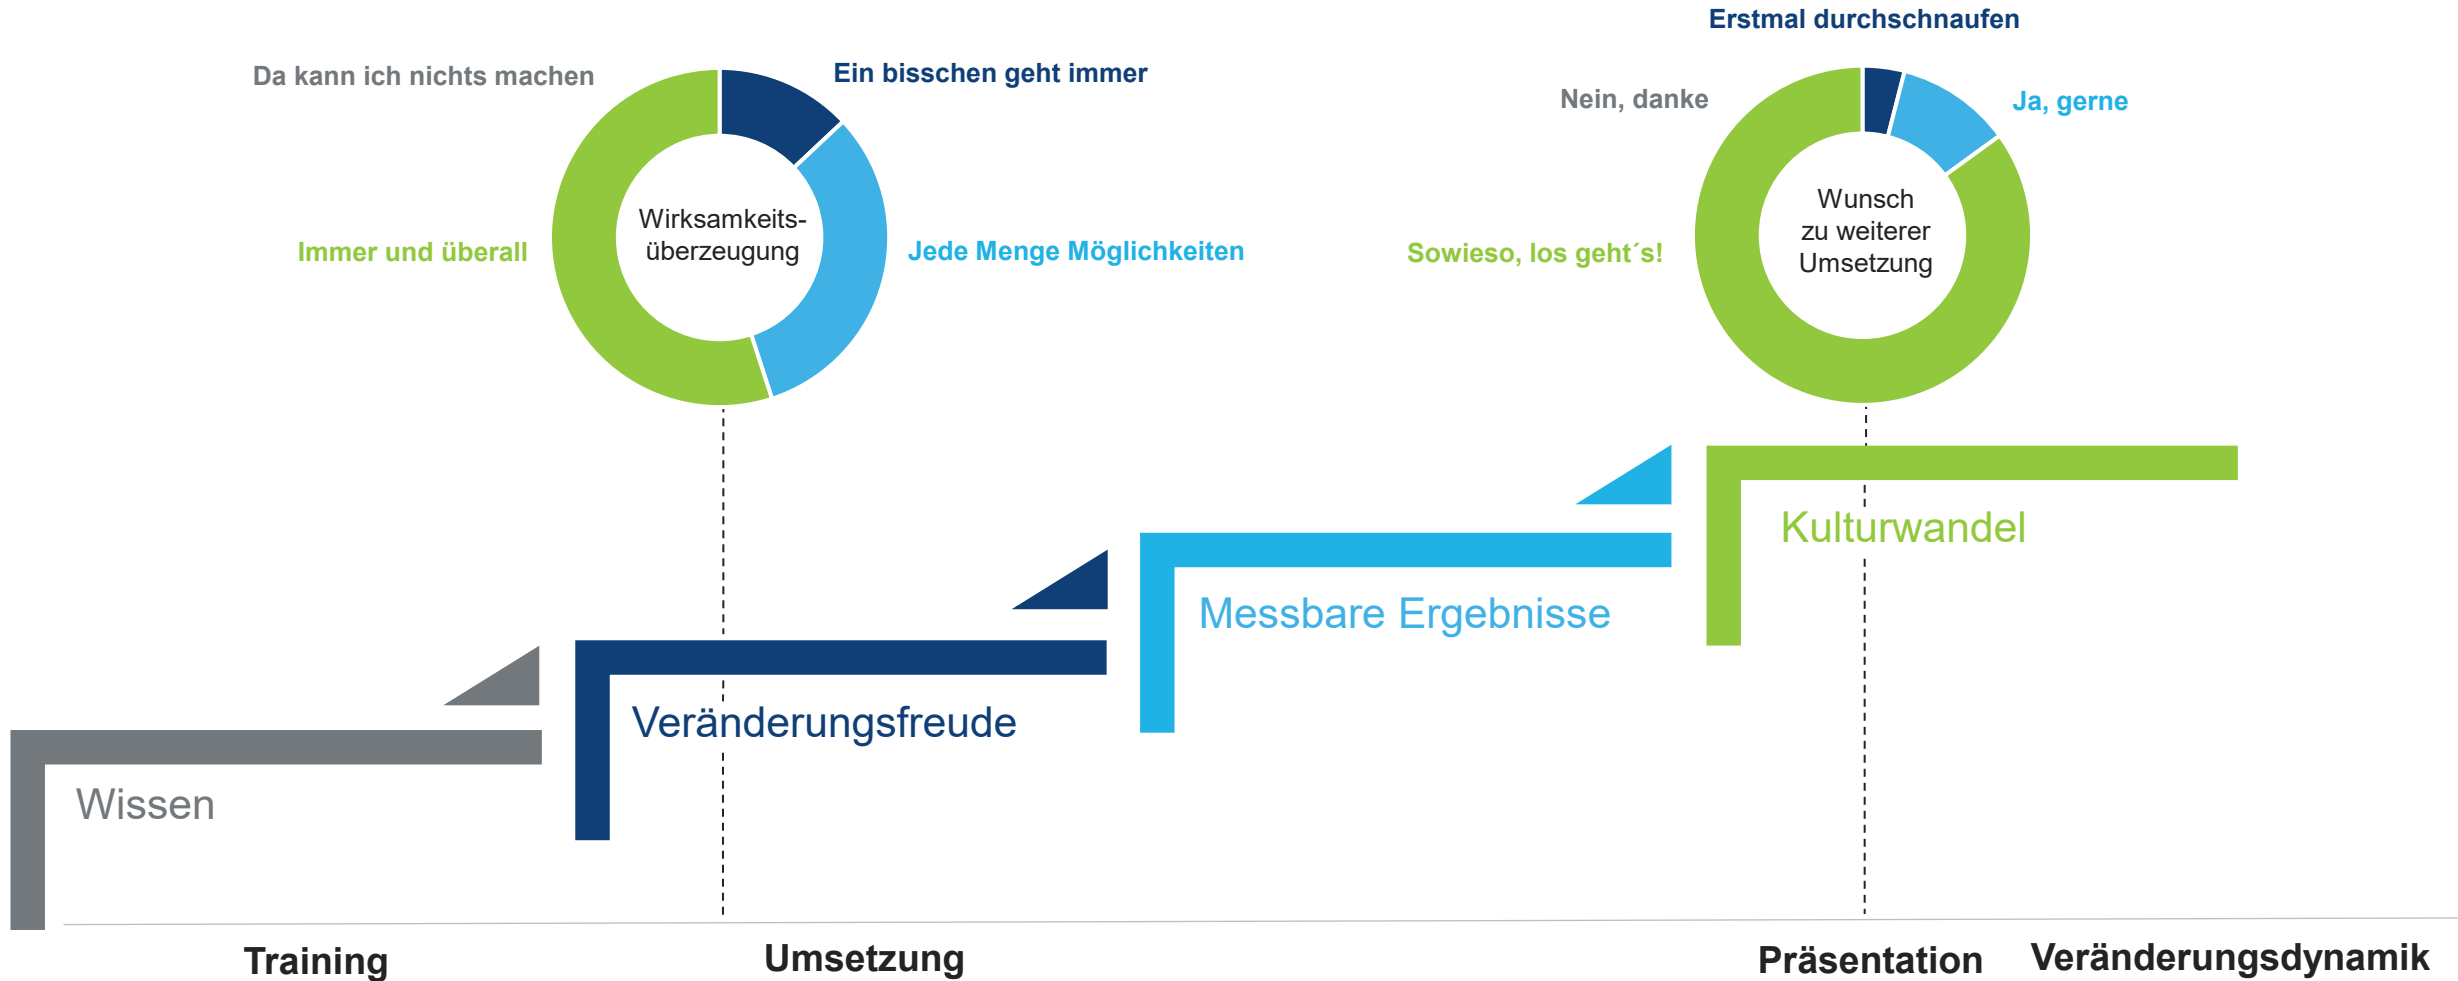 Erstmal durchschnaufen
Da kann ich nichts machen
Ein bisschen geht immer
Nein, danke
Ja, gerne
Wirksamkeits-
überzeugung
Immer und überall
Jede Menge Möglichkeiten
Wunsch
zu weiterer
Umsetzung
Sowieso, los geht´s!
Kulturwandel
Messbare Ergebnisse
Veränderungsfreude
Wissen
Training
Umsetzung
Präsentation
Veränderungsdynamik